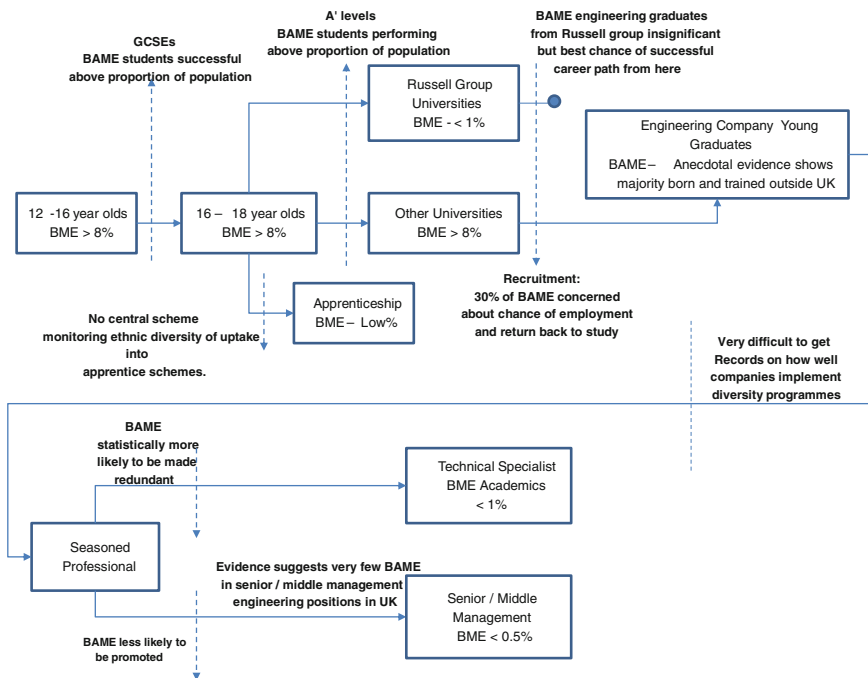 GCSEs
BAME students successful
above proportion of population
A' levels
BAME students performing
above proportion of population
BAME engineering graduates
from Russell group insignificant
but best chance of successful
career path from here
Russell Group
Universities
BME - < 1%
Engineering Company Young
Graduates
BAME – Anecdotal evidence shows
majority born and trained outside UK
12 -16 year olds
BME > 8%
16 – 18 year olds
BME > 8%
Other Universities
BME > 8%
Apprenticeship
BME – Low%
No central scheme
monitoring ethnic diversity of uptake
into
apprentice schemes.
Recruitment:
30% of BAME concerned
about chance of employment
and return back to study
Very difficult to get
Records on how well
companies implement
diversity programmes
BAME
statistically more
likely to be made
redundant
Technical Specialist
BME Academics
< 1%
Seasoned
Professional
Evidence suggests very few BAME
in senior / middle management
engineering positions in UK
Senior / Middle
Management
BME < 0.5%
BAME less likely to
be promoted